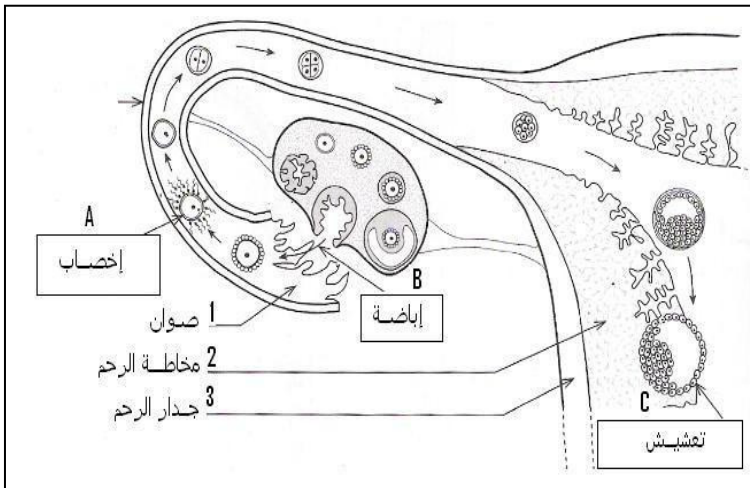 A
إخصاب
B
إباضة
1 صوان
2 مخاطة الرحم
3 جدار الرحم
C
تعشيش